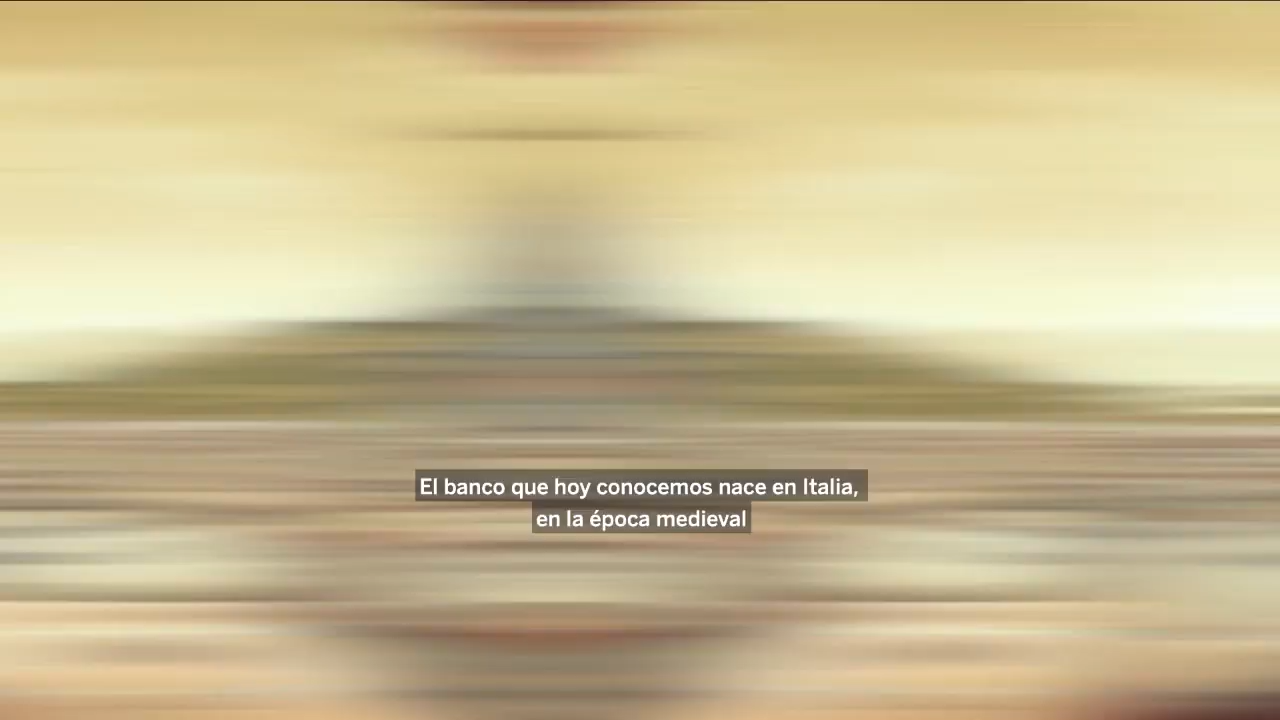 El banco que hoy conocemos nace en Italia,
en la época medieval